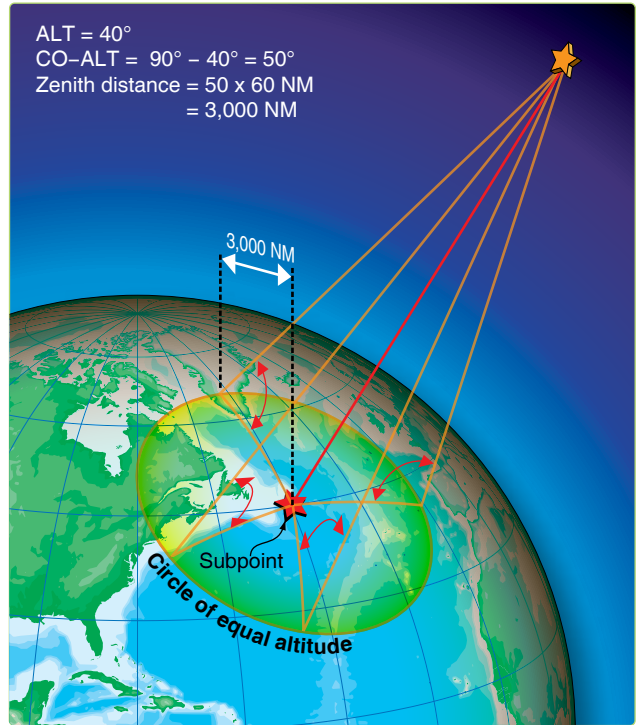 ALT = 40°
CO–ALT = 90° – 40° = 50°
Zenith distance = 50 x 60 NM
= 3,000 NM
3,000 NM
Subpoint
Circle of equal altitude